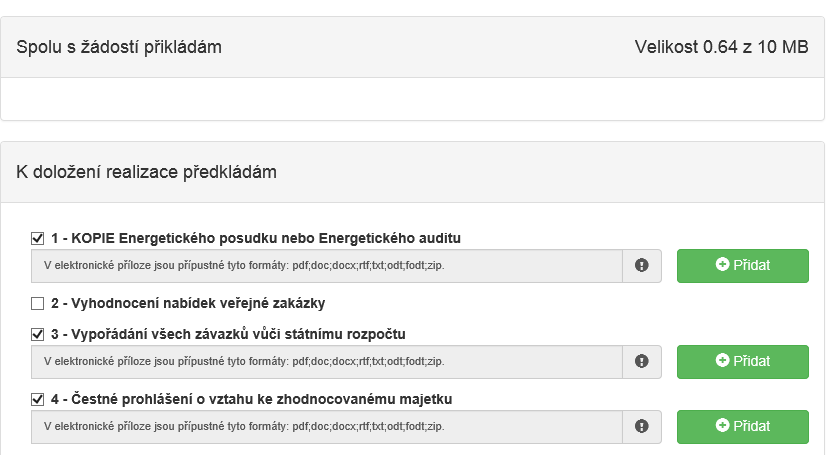 Spolu s žádostí přikládám
Velikost 0.64 z 10 MB
K doložení realizace předkládám
1 - KOPIE Energetického posudku nebo Energetického auditu
V elektronické příloze jsou přípustné tyto formáty: pdf;doc;docx;rtf;txt;odt;fodt;zip.
Přidat
2 - Vyhodnocení nabídek veřejné zakázky
3 - Vypořádání všech závazků vůči státnímu rozpočtu
V elektronické příloze jsou přípustné tyto formáty: pdf;doc;docx;rtf;txt;odt;fodt;zip.
Přidat
4 - Čestné prohlášení o vztahu ke zhodnocovanému majetku
V elektronické příloze jsou přípustné tyto formáty: pdf;doc;docx;rtf;txt;odt;fodt;zip.
Přidat